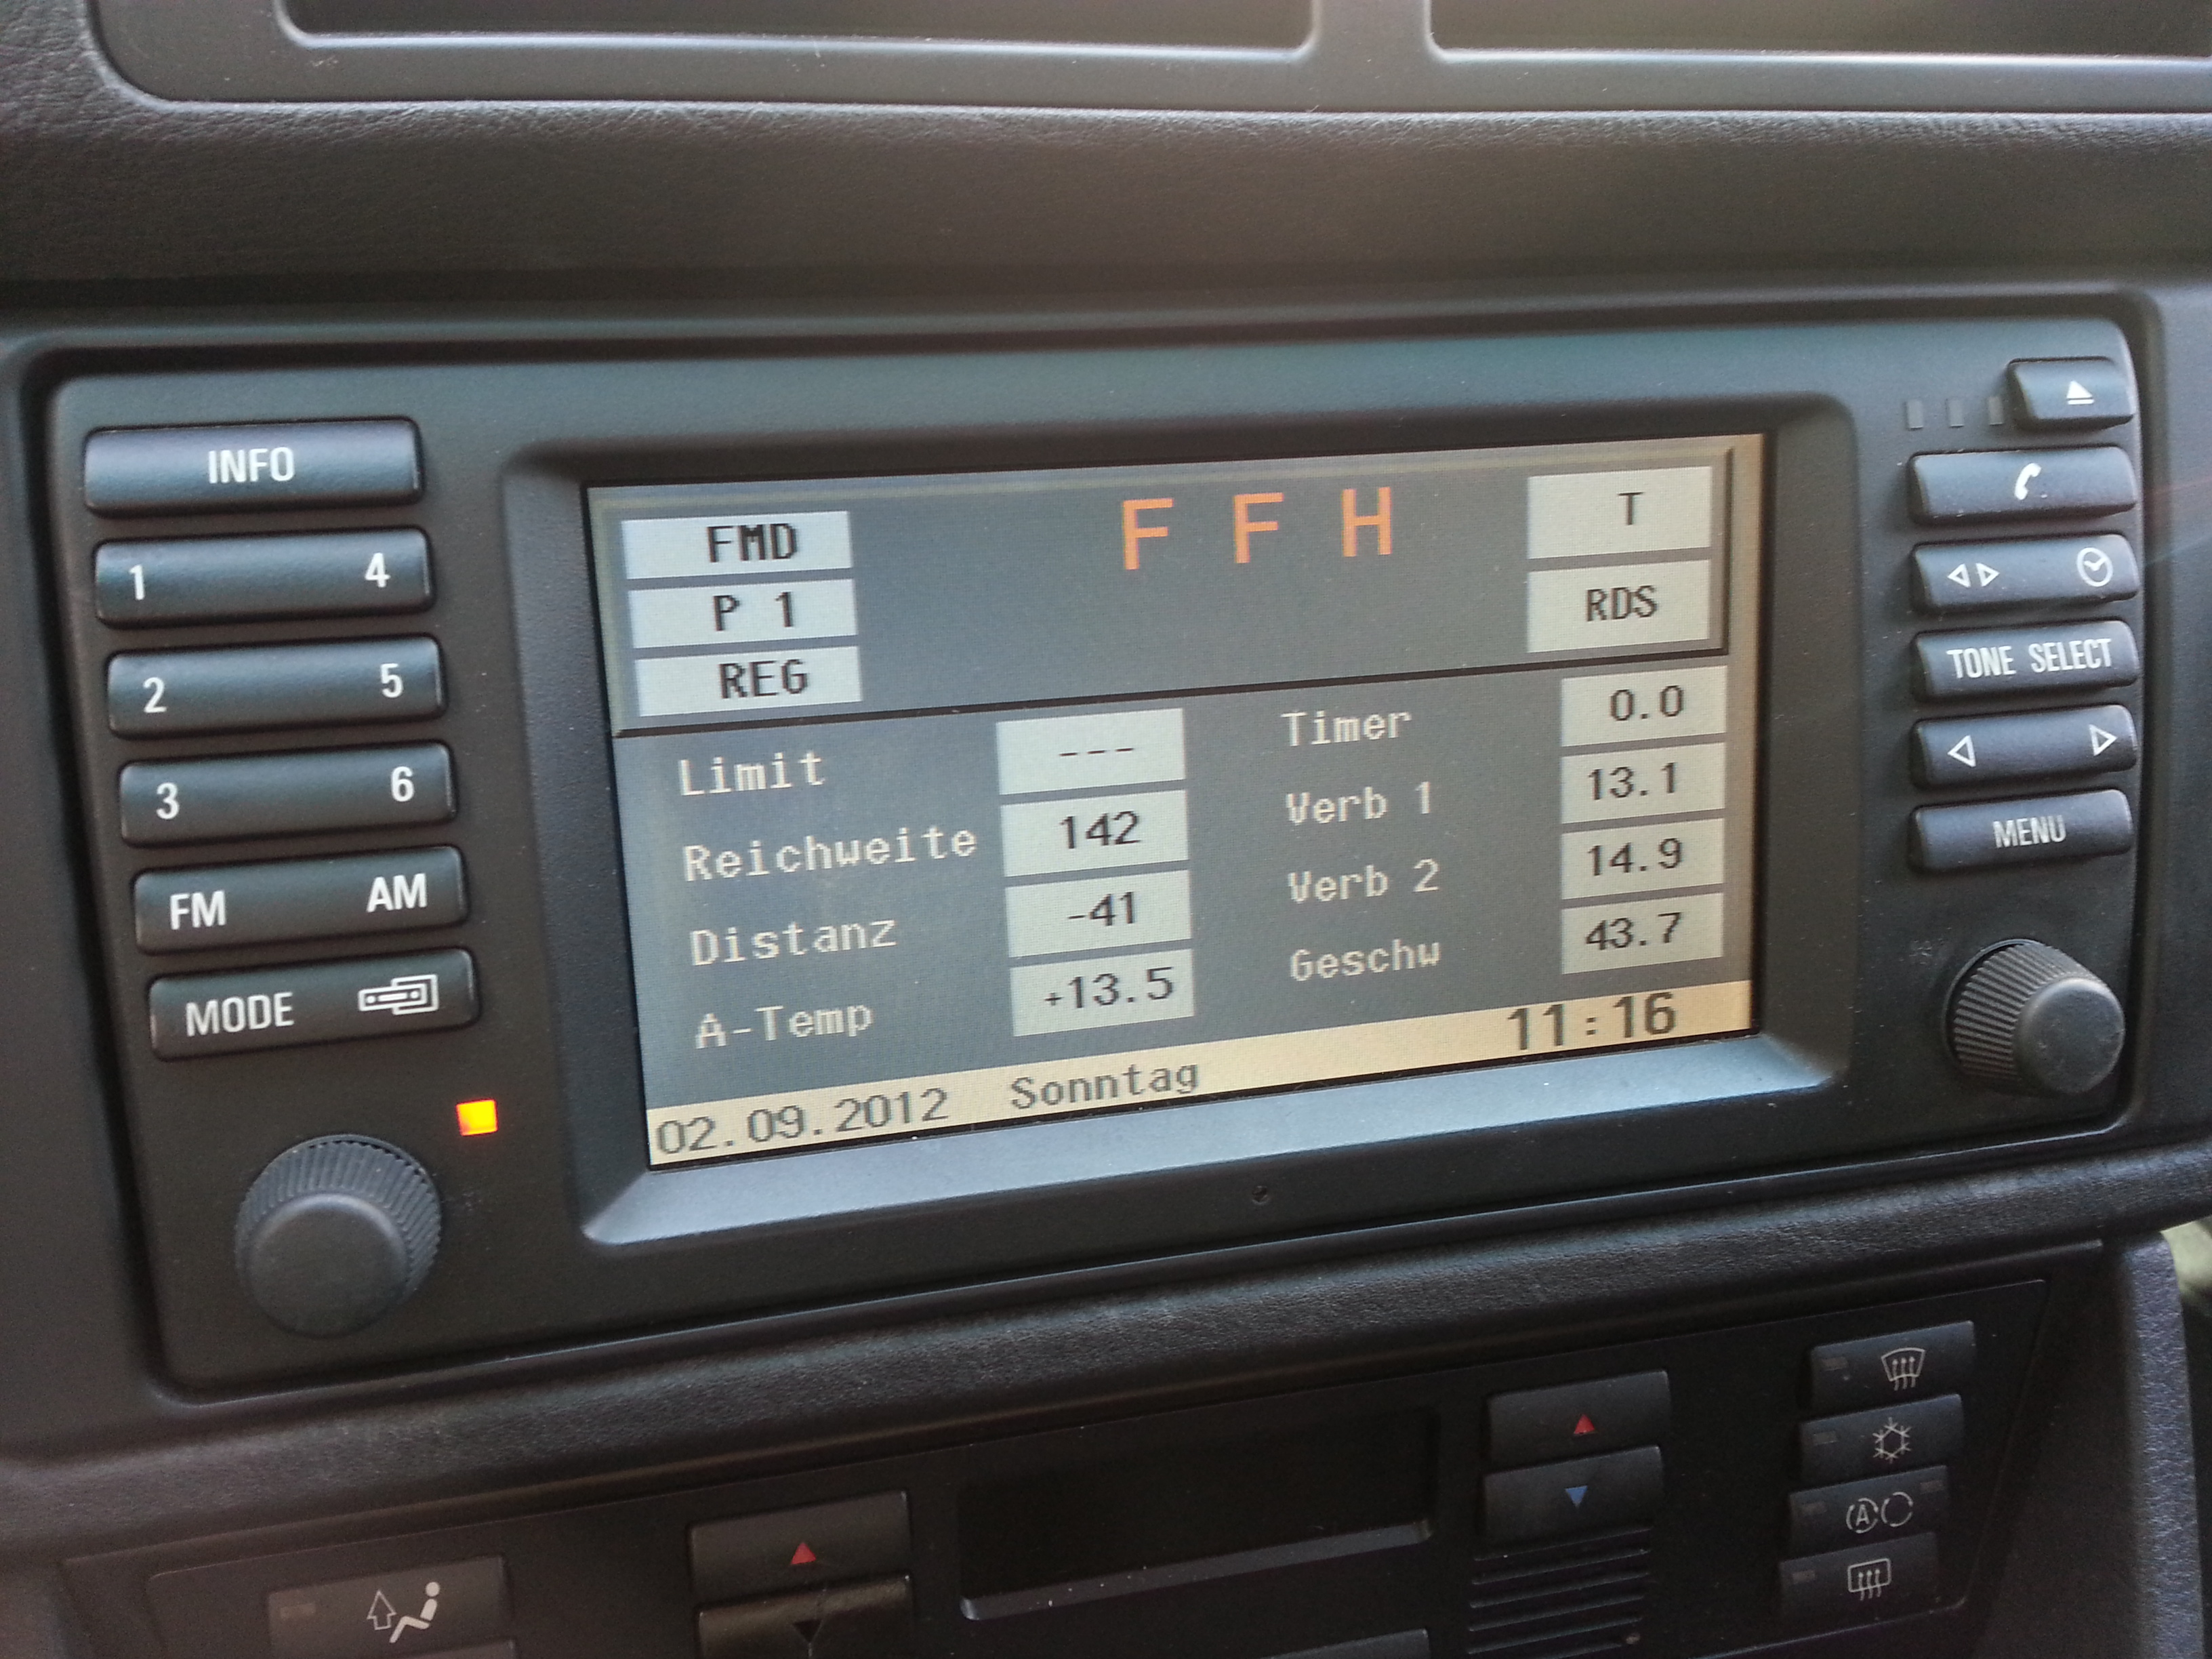 INFO
1 4
2 5
3 6
FM AM
MODE
FMD
P 1
REG
F F H
T
RDS
Limit ---
Reichweite 142
Distanz -41
A-Temp +13.5
Timer 0.0
Verb 1 13.1
Verb 2 14.9
Geschw 43.7
02.09.2012 Sonntag 11:16
TONE SELECT
MENU
A